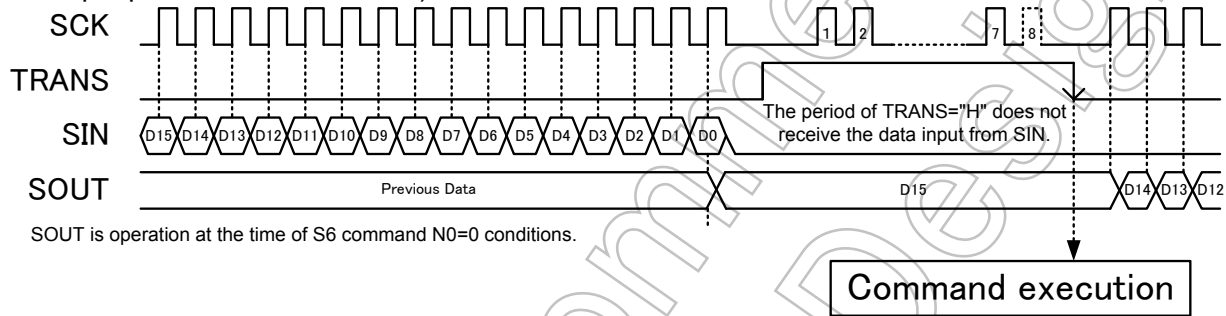 SCK
1 2 7 8
TRANS
The period of TRANS="H" does not
receive the data input from SIN.
SIN
D15 D14 D13 D12 D11 D10 D9 D8 D7 D6 D5 D4 D3 D2 D1 D0
SOUT
Previous Data D15 D14 D13 D12
SOUT is operation at the time of S6 command N0=0 conditions.
Command execution